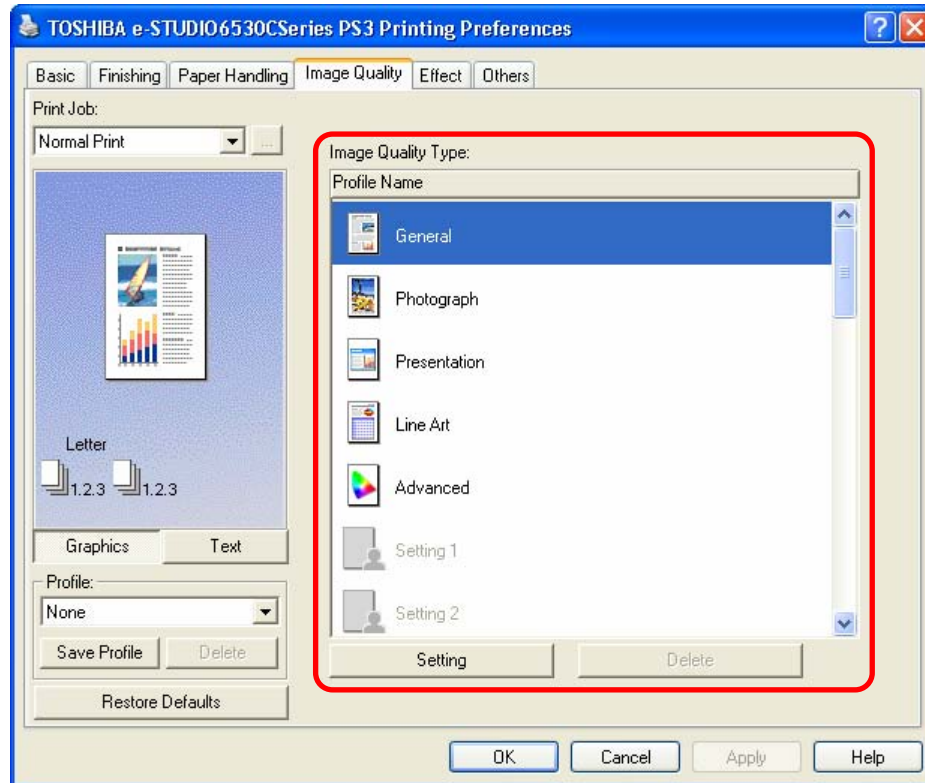 TOSHIBA e-STUDIO6530CSeries PS3 Printing Preferences
Basic Finishing Paper Handling Image Quality Effect Others
Print Job:
Normal Print
...
Letter
1.2.3 1.2.3
Graphics Text
Profile:
None
Save Profile Delete
Restore Defaults
Image Quality Type:
Profile Name
General
Photograph
Presentation
Line Art
Advanced
Setting 1
Setting 2
Setting Delete
OK Cancel Apply Help